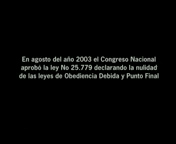 En agosto del año 2003 el Congreso Nacional
aprobó la ley No 25.779 declarando la nulidad
de las leyes de Obediencia Debida y Punto Final